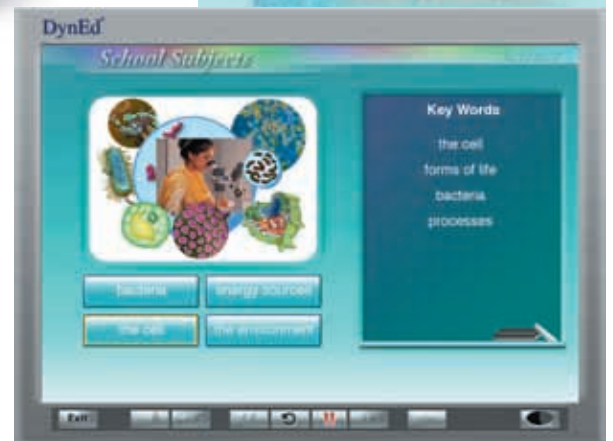 DynEd
School Subjects
Key Words
the cell
forms of life
bacteria
processes
bacteria
energy sources
the cell
the environment
Exit